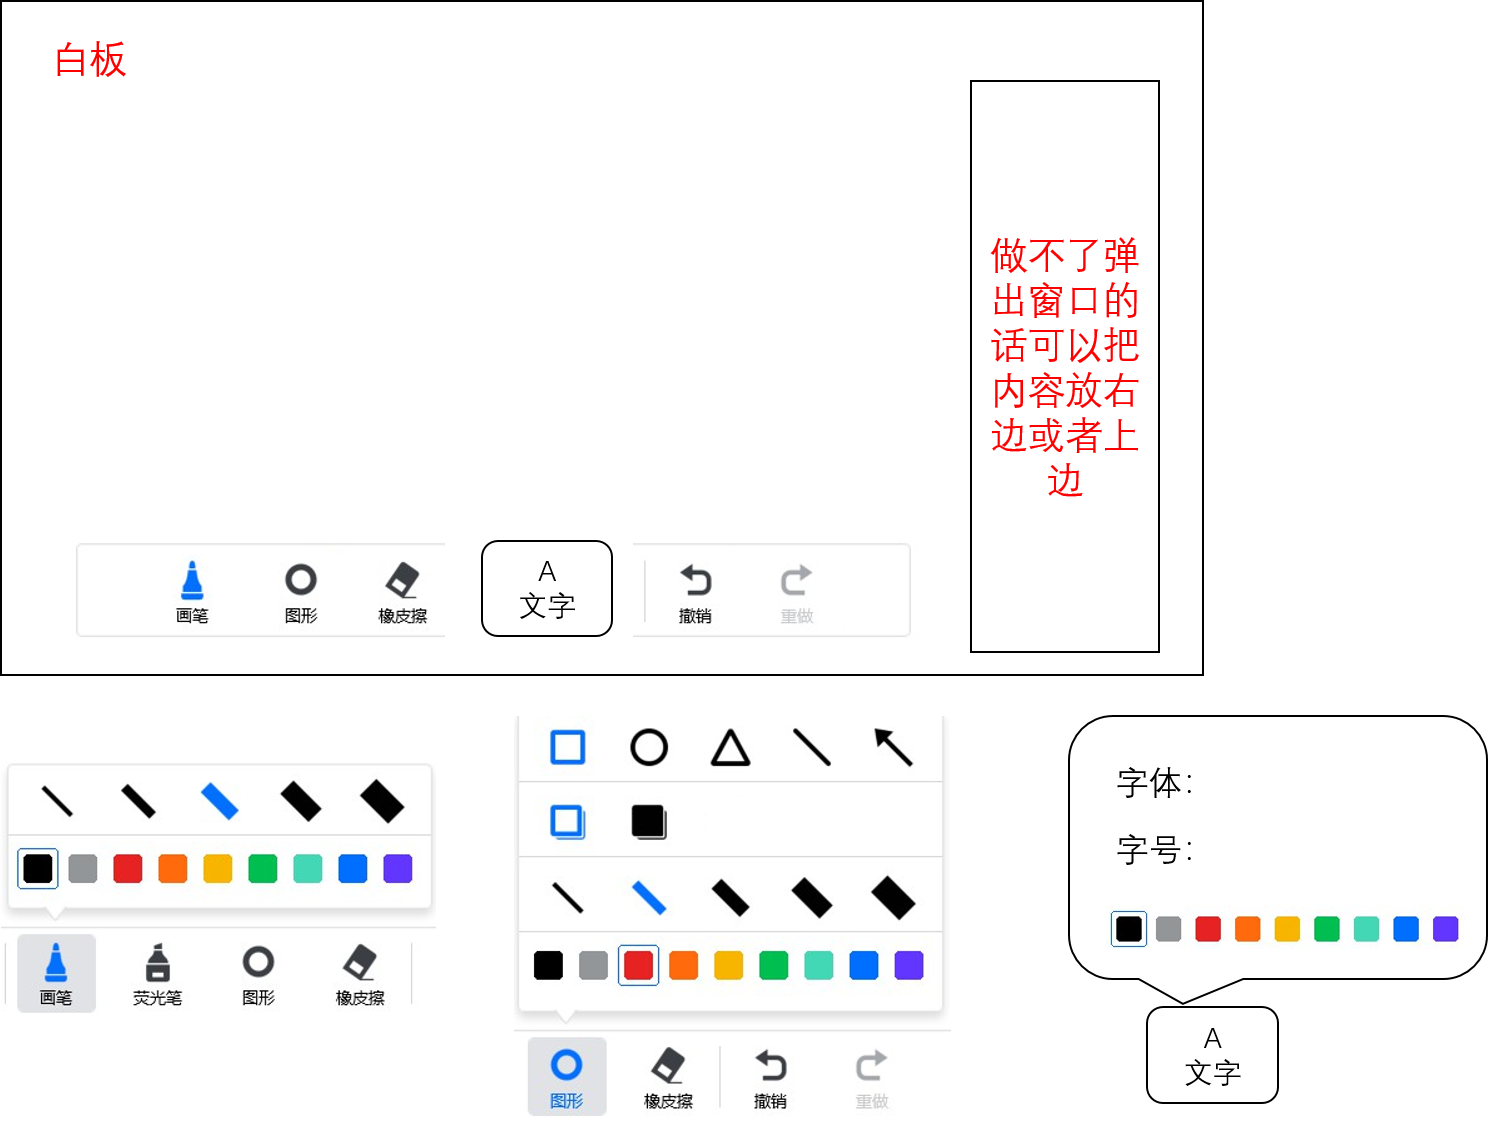 白板
做不了弹
出窗口的
话可以把
内容放右
边或者上
边
画笔
图形
橡皮擦
A
文字
撤销
重做
画笔
荧光笔
图形
橡皮擦
图形
橡皮擦
撤销
重做
字体：
字号：
A
文字